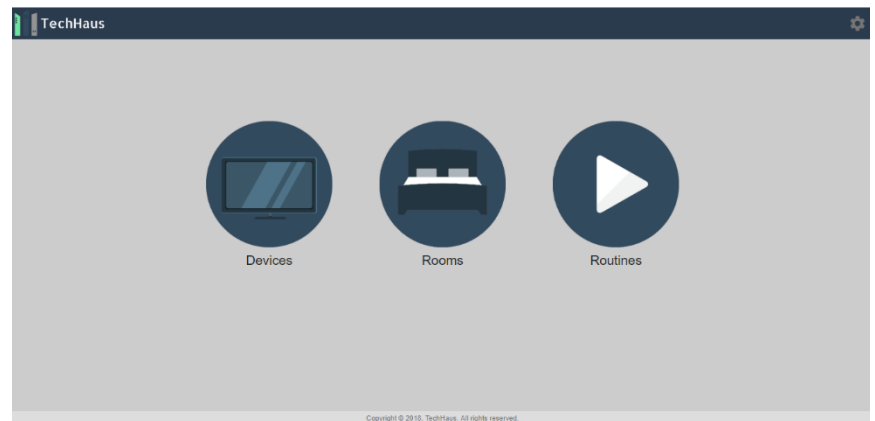 TechHaus
Devices
Rooms
Routines
Copyright © 2018. TechHaus. All rights reserved.